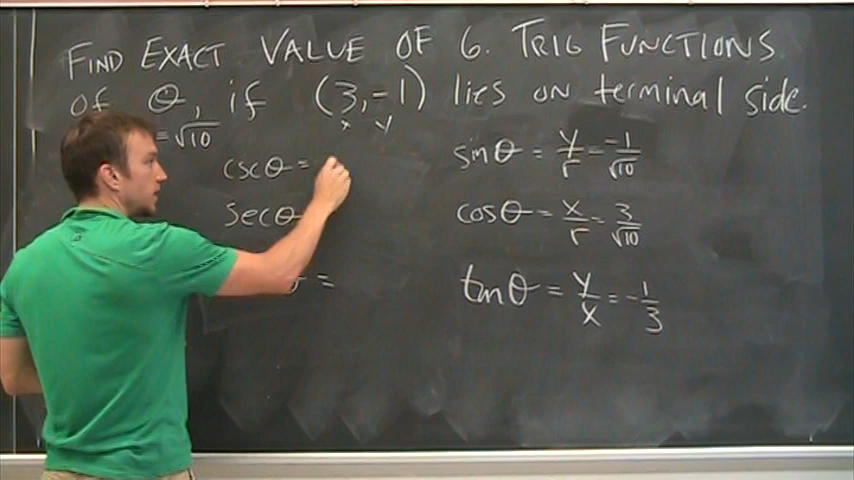 FIND EXACT VALUE OF 6. TRIG FUNCTIONS
of θ, if (3,-1) lies on terminal side.
x y
= √10
cscθ =
secθ
θ =
sinθ = y/r = -1/√10
cosθ = x/r = 3/√10
tanθ = y/x = -1/3